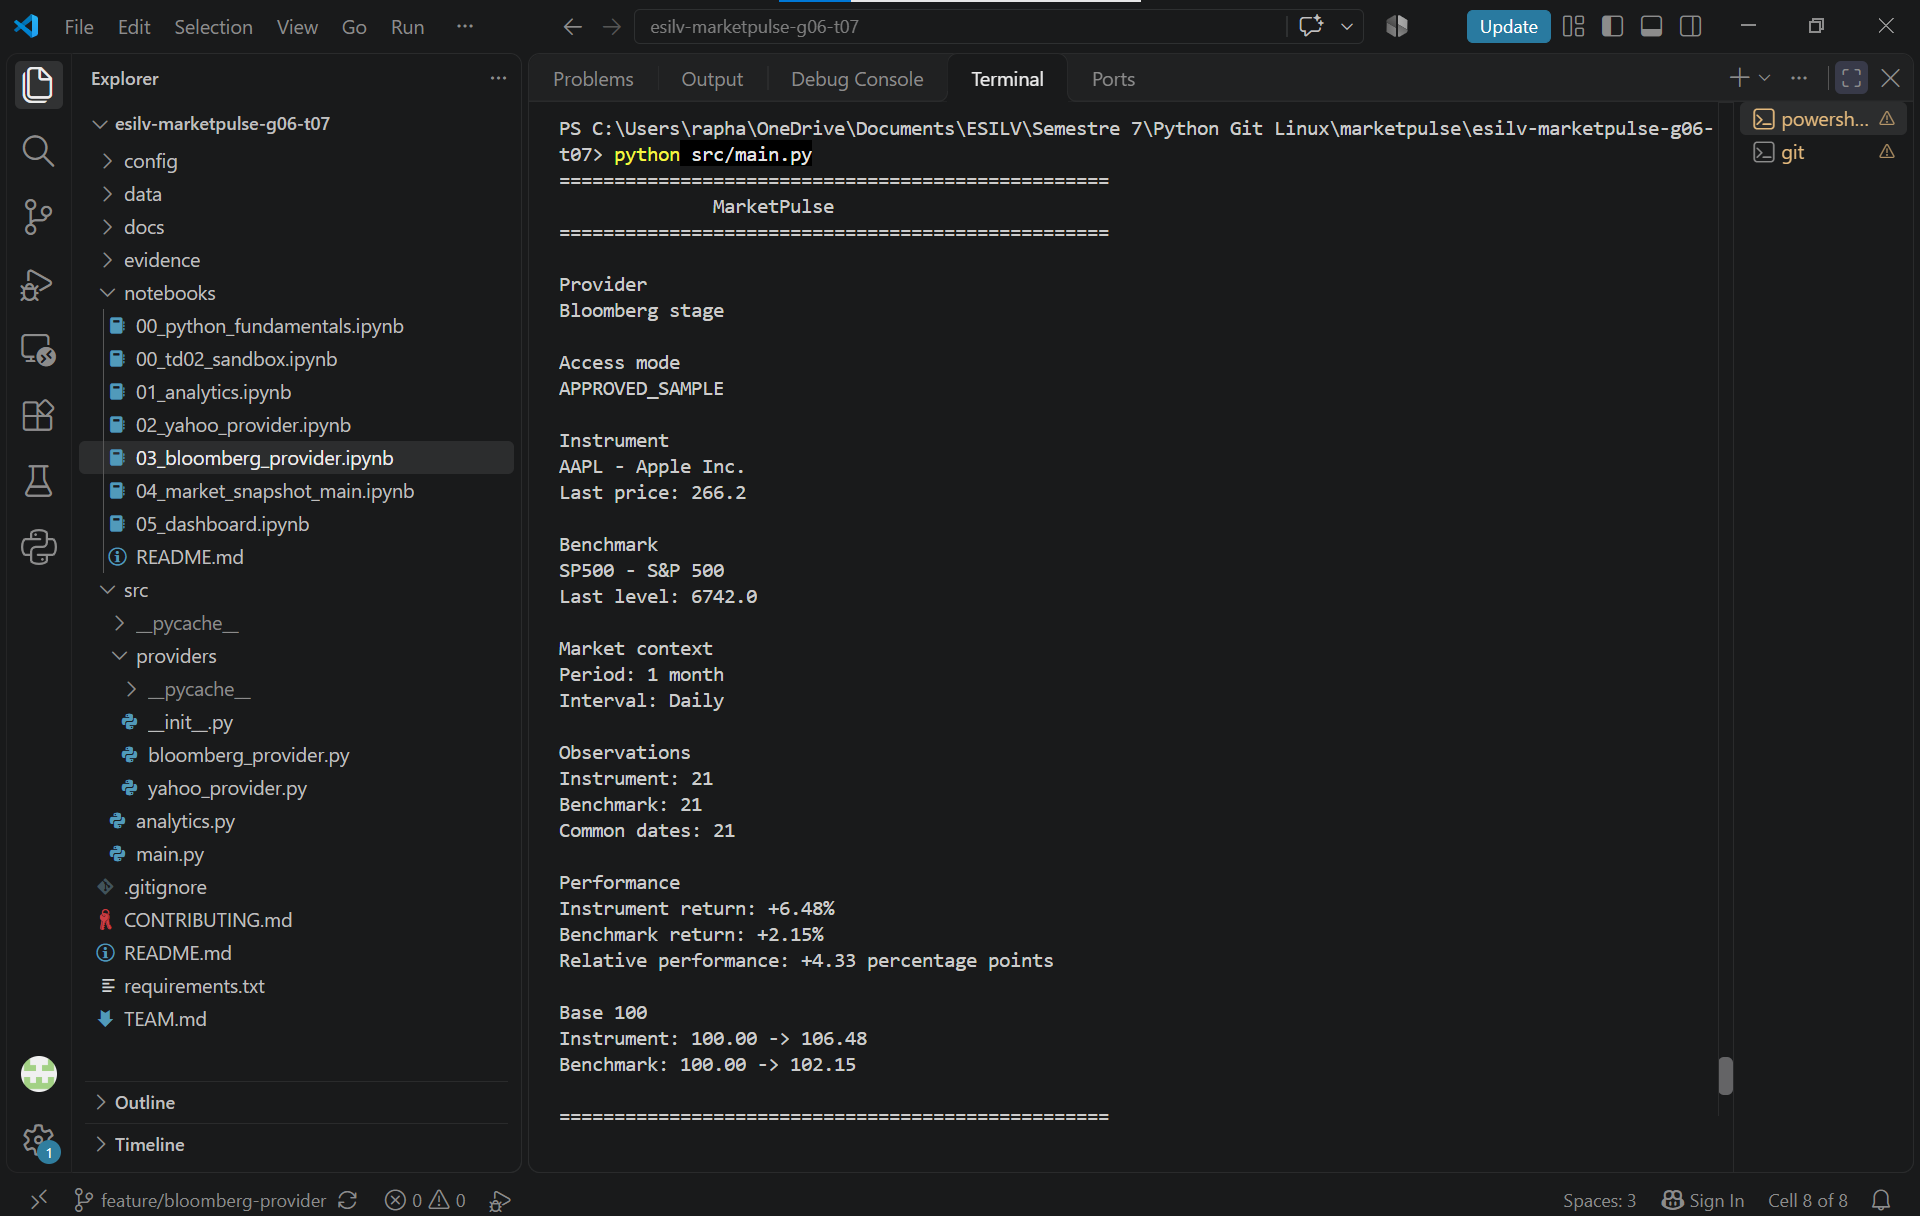 File Edit Selection View Go Run ...
esilv-marketpulse-g06-t07
Update
Explorer
esilv-marketpulse-g06-t07
config
data
docs
evidence
notebooks
00_python_fundamentals.ipynb
00_td02_sandbox.ipynb
01_analytics.ipynb
02_yahoo_provider.ipynb
03_bloomberg_provider.ipynb
04_market_snapshot_main.ipynb
05_dashboard.ipynb
README.md
src
__pycache__
providers
__pycache__
__init__.py
bloomberg_provider.py
yahoo_provider.py
analytics.py
main.py
.gitignore
CONTRIBUTING.md
README.md
requirements.txt
TEAM.md
Outline
Timeline
1
Problems Output Debug Console Terminal Ports
PS C:\Users\rapha\OneDrive\Documents\ESILV\Semestre 7\Python Git Linux\marketpulse\esilv-marketpulse-g06-
t07> python src/main.py
==================================================
MarketPulse
==================================================
Provider
Bloomberg stage
Access mode
APPROVED_SAMPLE
Instrument
AAPL - Apple Inc.
Last price: 266.2
Benchmark
SP500 - S&P 500
Last level: 6742.0
Market context
Period: 1 month
Interval: Daily
Observations
Instrument: 21
Benchmark: 21
Common dates: 21
Performance
Instrument return: +6.48%
Benchmark return: +2.15%
Relative performance: +4.33 percentage points
Base 100
Instrument: 100.00 -> 106.48
Benchmark: 100.00 -> 102.15
==================================================
powersh...
git
feature/bloomberg-provider 0 0
Spaces: 3 Sign In Cell 8 of 8